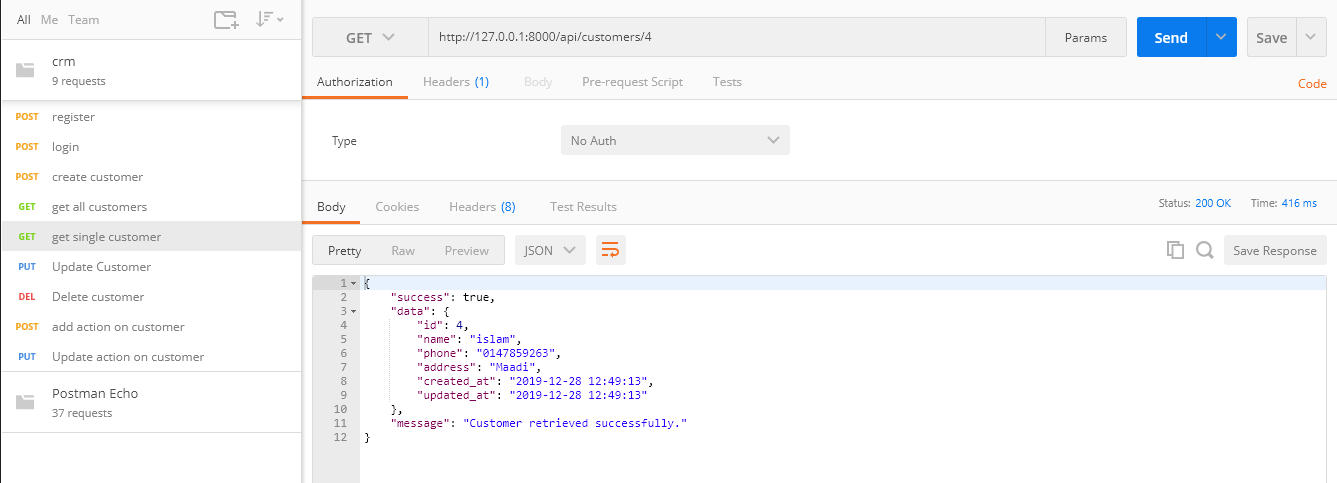 All Me Team
crm
9 requests
POST register
POST login
POST create customer
GET get all customers
GET get single customer
PUT Update Customer
DEL Delete customer
POST add action on customer
PUT Update action on customer
Postman Echo
37 requests
GET http://127.0.0.1:8000/api/customers/4 Params Send Save
Authorization Headers (1) Body Pre-request Script Tests Code
Type No Auth
Body Cookies Headers (8) Test Results Status: 200 OK Time: 416 ms
Pretty Raw Preview JSON Save Response
1 {
2 "success": true,
3 "data": {
4 "id": 4,
5 "name": "islam",
6 "phone": "0147859263",
7 "address": "Maadi",
8 "created_at": "2019-12-28 12:49:13",
9 "updated_at": "2019-12-28 12:49:13"
10 },
11 "message": "Customer retrieved successfully."
12 }